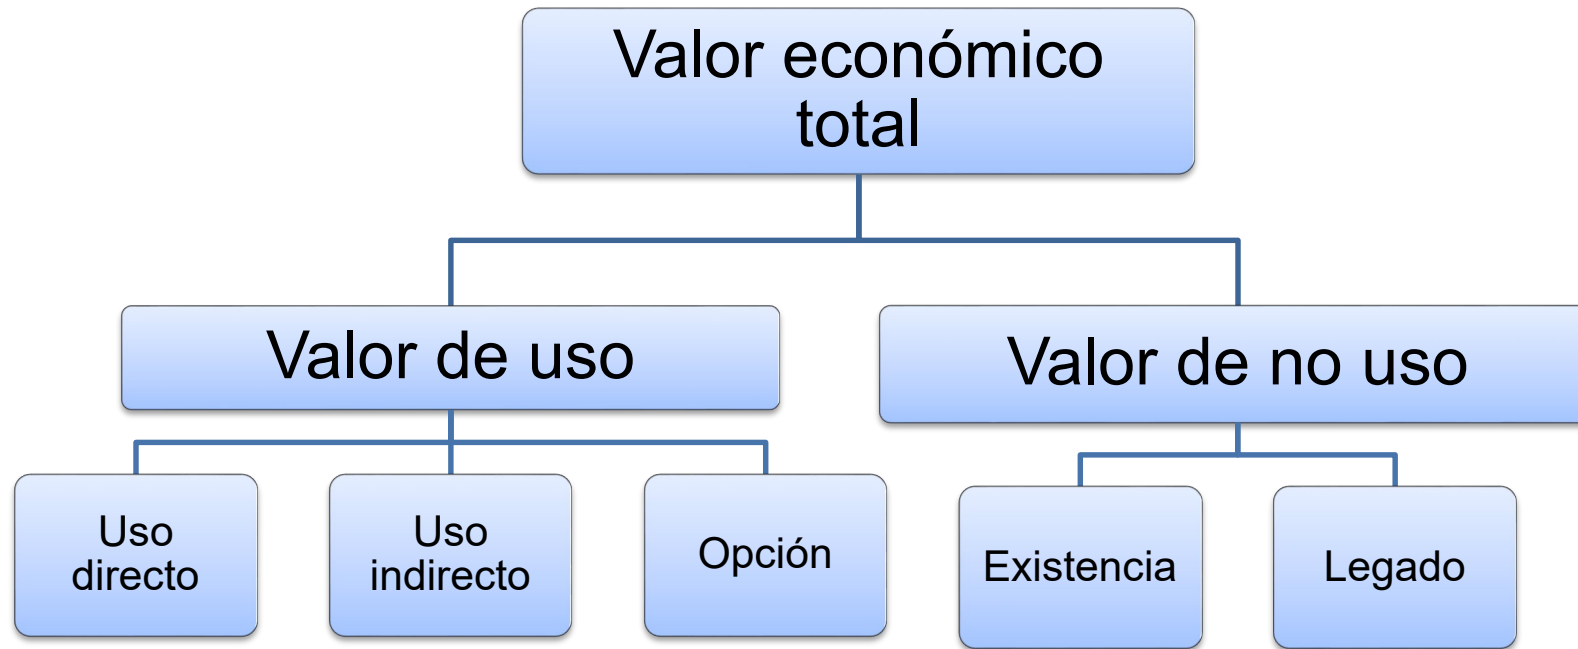 Valor económico
total
Valor de uso
Valor de no uso
Uso
directo
Uso
indirecto
Opción
Existencia
Legado